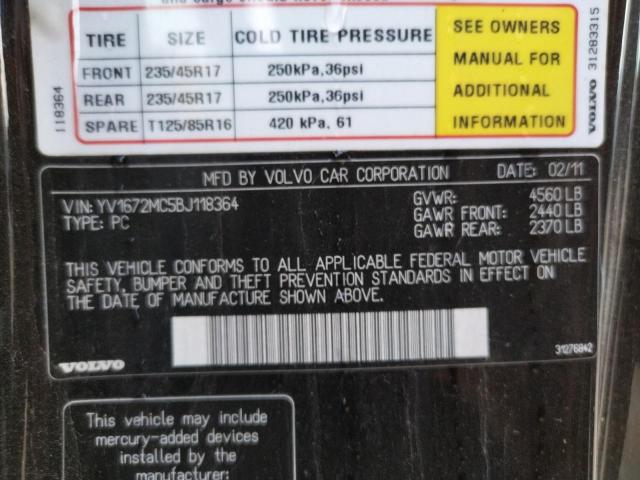 TIRE SIZE COLD TIRE PRESSURE
FRONT 235/45R17 250kPa,36psi
REAR 235/45R17 250kPa,36psi
SPARE T125/85R16 420 kPa, 61
SEE OWNERS
MANUAL FOR
ADDITIONAL
INFORMATION
118364
VOLVO 31283315
MFD BY VOLVO CAR CORPORATION DATE: 02/11
VIN: YV1672MC5BJ118364
TYPE: PC
GVWR: 4560 LB
GAWR FRONT: 2440 LB
GAWR REAR: 2370 LB
THIS VEHICLE CONFORMS TO ALL APPLICABLE FEDERAL MOTOR VEHICLE
SAFETY, BUMPER AND THEFT PREVENTION STANDARDS IN EFFECT ON
THE DATE OF MANUFACTURE SHOWN ABOVE.
VOLVO
31276842
This vehicle may include
mercury-added devices
installed by the
manufacturer: